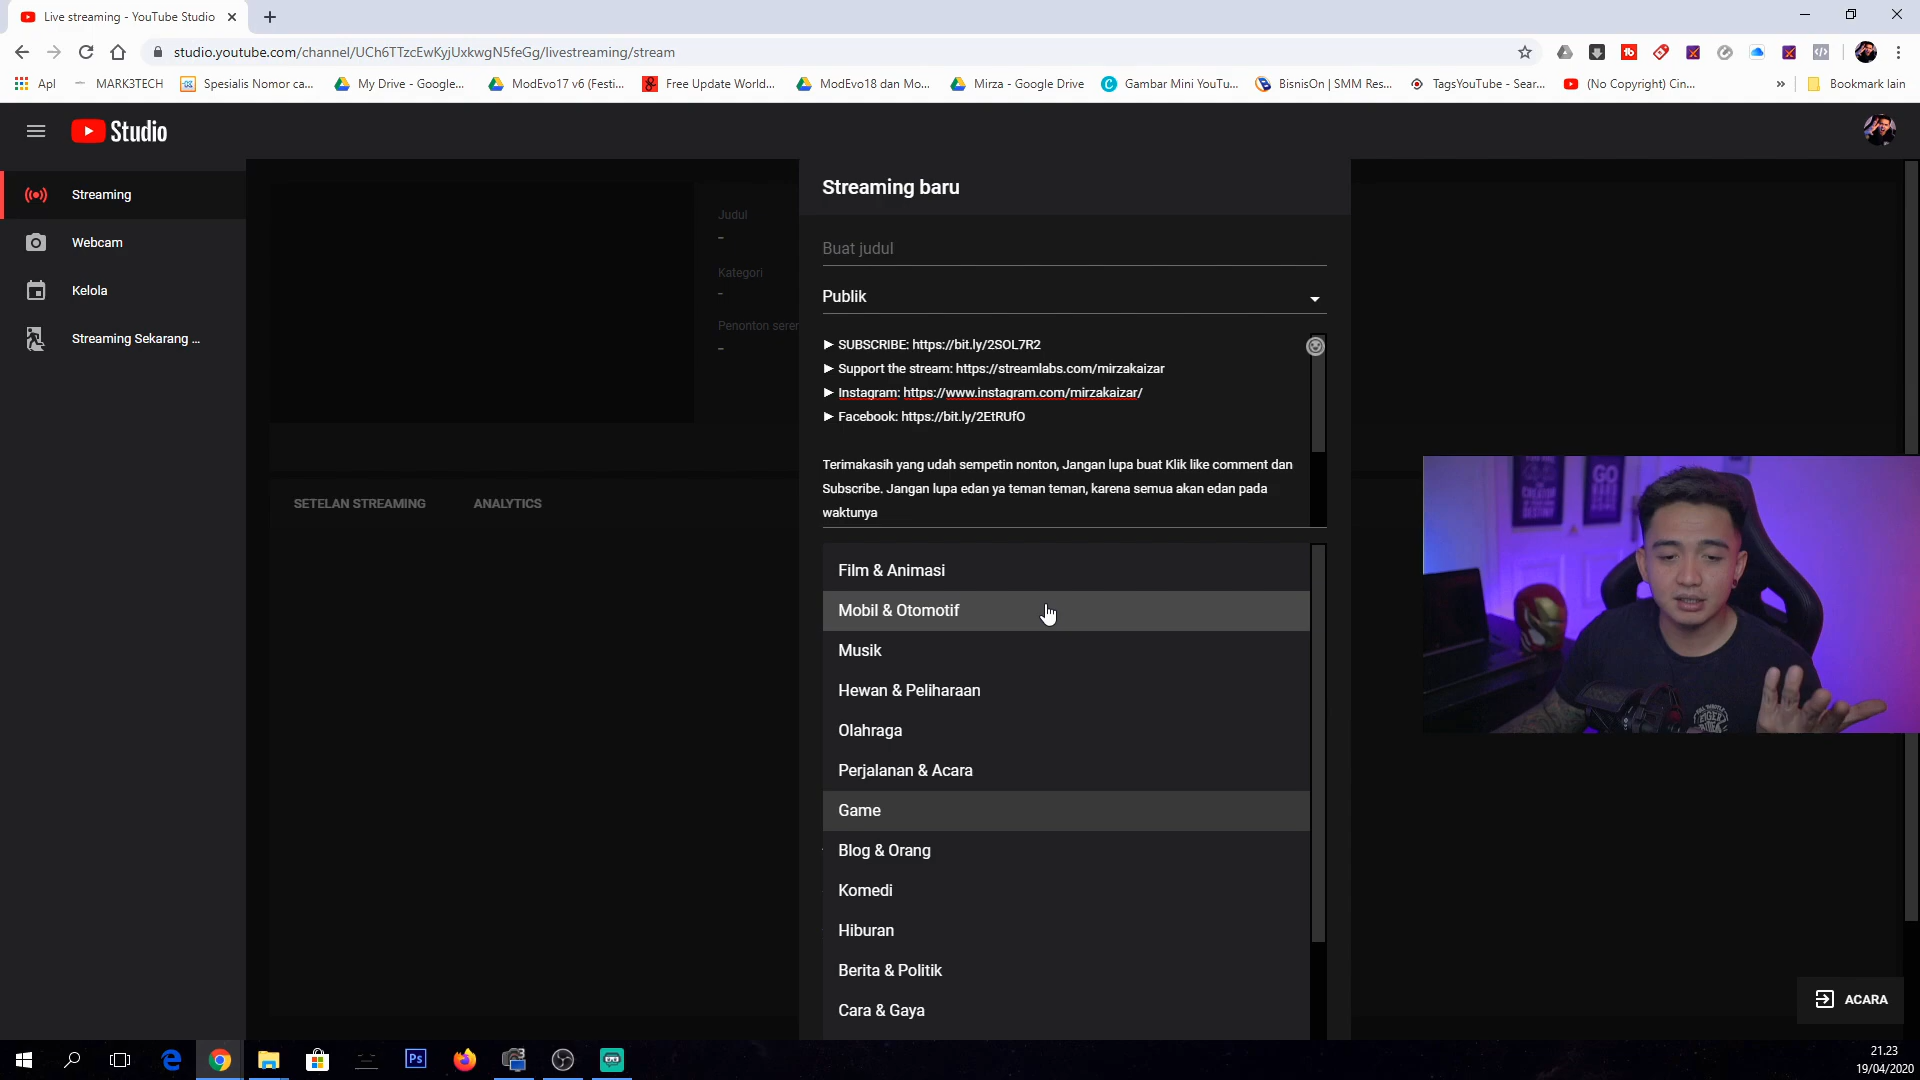 Live streaming - YouTube Studio
studio.youtube.com/channel/UCh6TTzcEwKyjUxkwgN5feGg/livestreaming/stream
Apl
MARK3TECH
Spesialis Nomor ca...
My Drive - Google...
ModEvo17 v6 (Festi...
Free Update World...
ModEvo18 dan Mo...
Mirza - Google Drive
Gambar Mini YouTu...
BisnisOn | SMM Res...
TagsYouTube - Sear...
(No Copyright) Cin...
»
Bookmark lain
Studio
Streaming
Webcam
Kelola
Streaming Sekarang ...
Judul
-
Kategori
-
Penonton seren
-
SETELAN STREAMING
ANALYTICS
Streaming baru
Buat judul
Publik
► SUBSCRIBE: https://bit.ly/2SOL7R2
► Support the stream: https://streamlabs.com/mirzakaizar
► Instagram: https://www.instagram.com/mirzakaizar/
► Facebook: https://bit.ly/2EtRUfO
Terimakasih yang udah sempetin nonton, Jangan lupa buat Klik like comment dan
Subscribe. Jangan lupa edan ya teman teman, karena semua akan edan pada
waktunya
Film & Animasi
Mobil & Otomotif
Musik
Hewan & Peliharaan
Olahraga
Perjalanan & Acara
Game
Blog & Orang
Komedi
Hiburan
Berita & Politik
Cara & Gaya
ACARA
Ps
21.23
19/04/2020